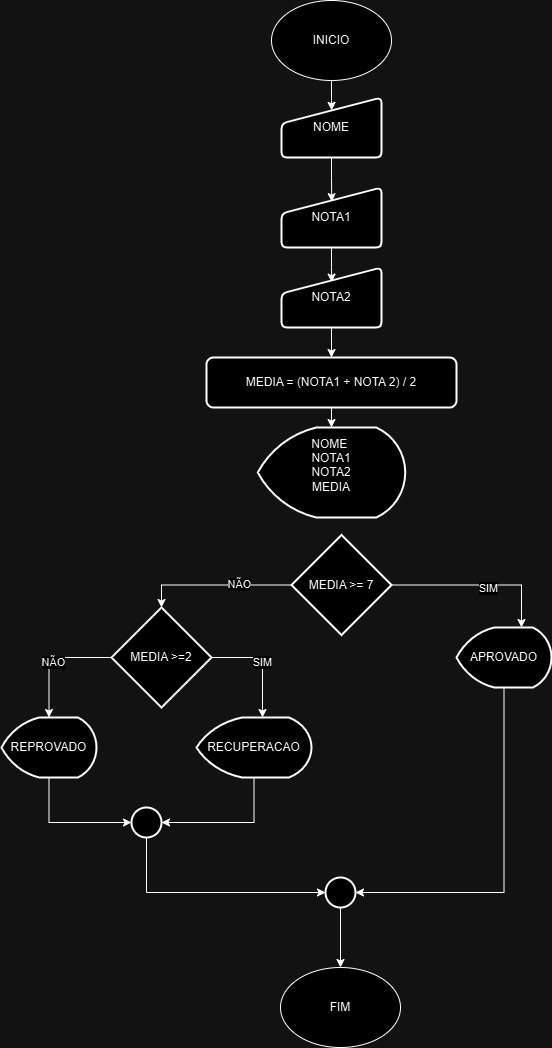 INICIO
NOME
NOTA1
NOTA2
MEDIA = (NOTA1 + NOTA 2) / 2
NOME
NOTA1
NOTA2
MEDIA
MEDIA >= 7
NÃO
SIM
MEDIA >=2
APROVADO
NÃO
SIM
REPROVADO
RECUPERACAO
FIM